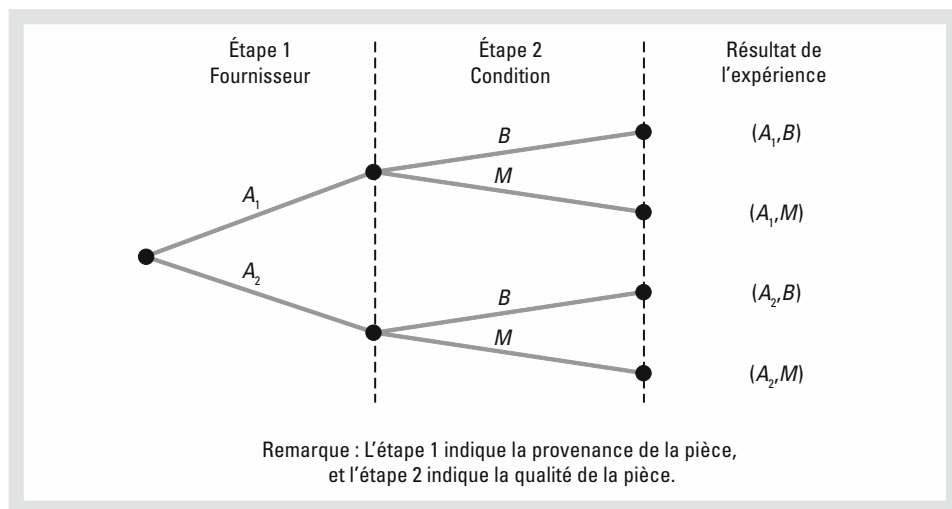 Étape 1
Fournisseur
Étape 2
Condition
Résultat de
l’expérience
B
(A₁,B)
M
A₁
(A₁,M)
A₂
B
(A₂,B)
M
(A₂,M)
Remarque : L’étape 1 indique la provenance de la pièce,
et l’étape 2 indique la qualité de la pièce.